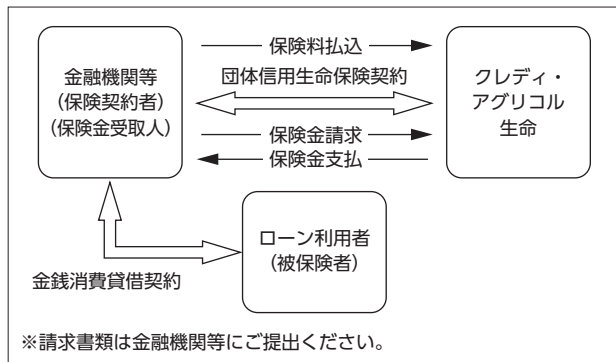 金融機関等
(保険契約者)
(保険金受取人)
保険料払込
団体信用生命保険契約
保険金請求
保険金支払
クレディ・
アグリコル
生命
ローン利用者
(被保険者)
金銭消費貸借契約
※請求書類は金融機関等にご提出ください。